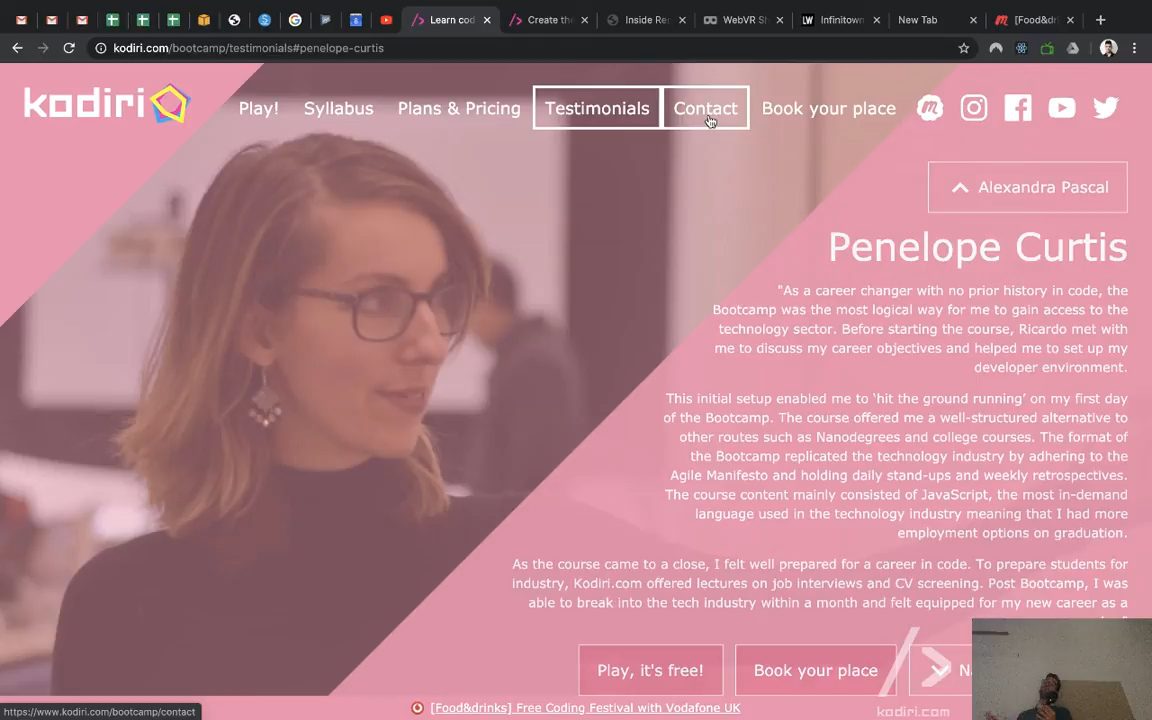 Learn cod
Create the
Inside Re
WebVR S
Infinitown
New Tab
[Food&dr
kodiri.com/bootcamp/testimonials#penelope-curtis
kodiri
Play!
Syllabus
Plans & Pricing
Testimonials
Contact
Book your place
Alexandra Pascal
Penelope Curtis
"As a career changer with no prior history in code, the
Bootcamp was the most logical way for me to gain access to the
technology sector. Before starting the course, Ricardo met with
me to discuss my career objectives and helped me to set up my
developer environment.
This initial setup enabled me to ‘hit the ground running’ on my first day
of the Bootcamp. The course offered me a well-structured alternative to
other routes such as Nanodegrees and college courses. The format of
the Bootcamp replicated the technology industry by adhering to the
Agile Manifesto and holding daily stand-ups and weekly retrospectives.
The course content mainly consisted of JavaScript, the most in-demand
language used in the technology industry meaning that I had more
employment options on graduation.
As the course came to a close, I felt well prepared for a career in code. To prepare students for
industry, Kodiri.com offered lectures on job interviews and CV screening. Post Bootcamp, I was
able to break into the tech industry within a month and felt equipped for my new career as a
Play, it's free!
Book your place
https://www.kodiri.com/bootcamp/contact
[Food&drinks] Free Coding Festival with Vodafone UK
kodiri.com